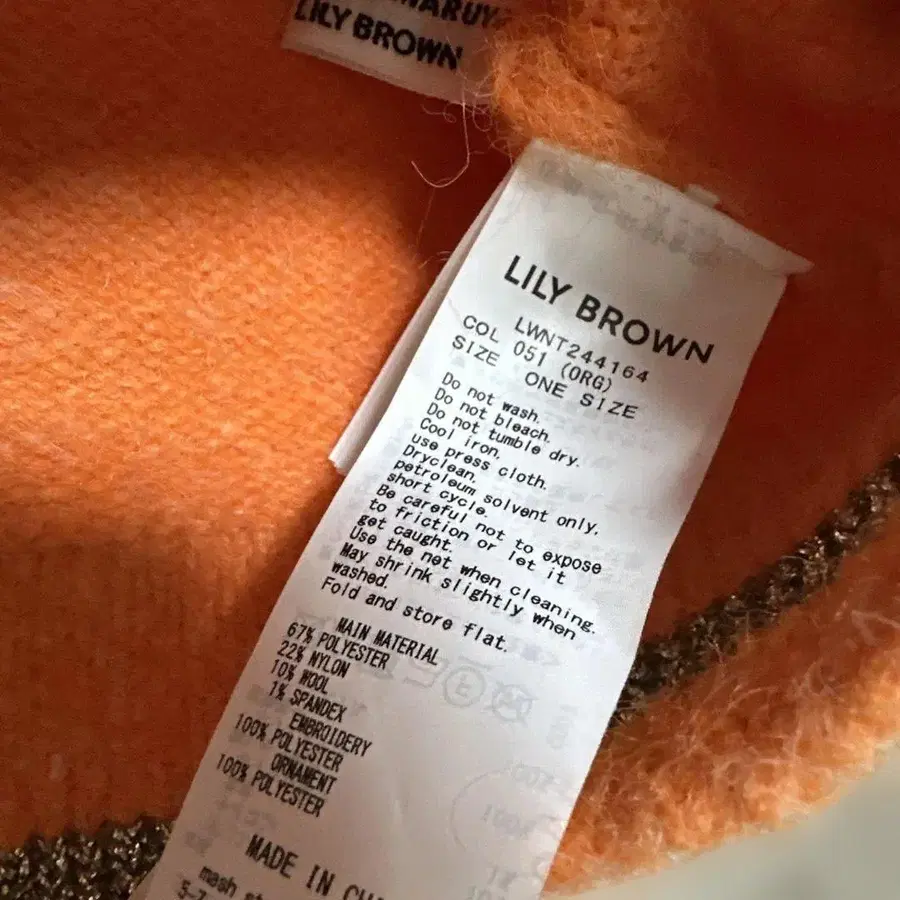 LILY BROWN
LILY BROWN
LWNT244164
COL 051 (ORG)
SIZE ONE SIZE
Do not wash.
Do not bleach.
Do not tumble dry.
Cool iron.
use press cloth.
Dryclean.
petroleum solvent only,
short cycle.
Be careful not to expose
to friction or let it
get caught.
Use the net when cleaning.
May shrink slightly when
washed.
Fold and store flat.
MAIN MATERIAL
67% POLYESTER
22% NYLON
10% WOOL
1% SPANDEX
EMBROIDERY
100% POLYESTER
ORNAMENT
100% POLYESTER
MADE IN
mash